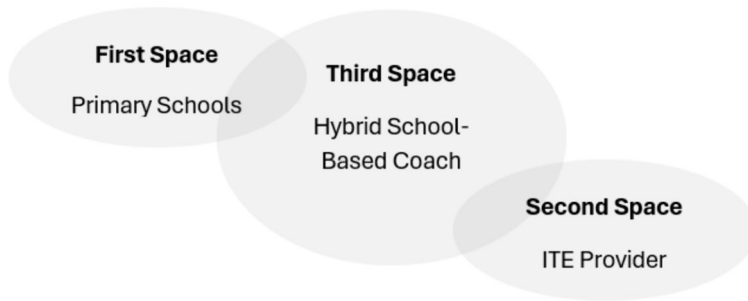 First Space
Primary Schools
Third Space
Hybrid School-
Based Coach
Second Space
ITE Provider